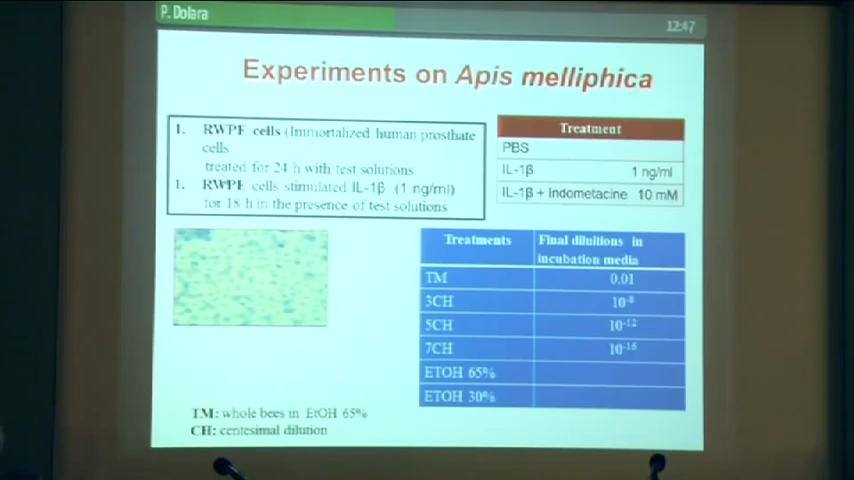 P. Dolara
12:47
Experiments on Apis melliphica
1. RWPE cells (Immortalized human prosthate
cells
treated for 24 h with test solutions
1. RWPE cells stimulated IL-1β (1 ng/ml)
for 18 h in the presence of test solutions
Treatment
PBS
IL-1β 1 ng/ml
IL-1β + Indometacine 10 mM
Treatments Final dilutitions in
incubation media
TM 0.01
3CH 10⁻⁸
5CH 10⁻¹²
7CH 10⁻¹⁶
ETOH 65%
ETOH 30%
TM: whole bees in EtOH 65%
CH: centesimal dilution